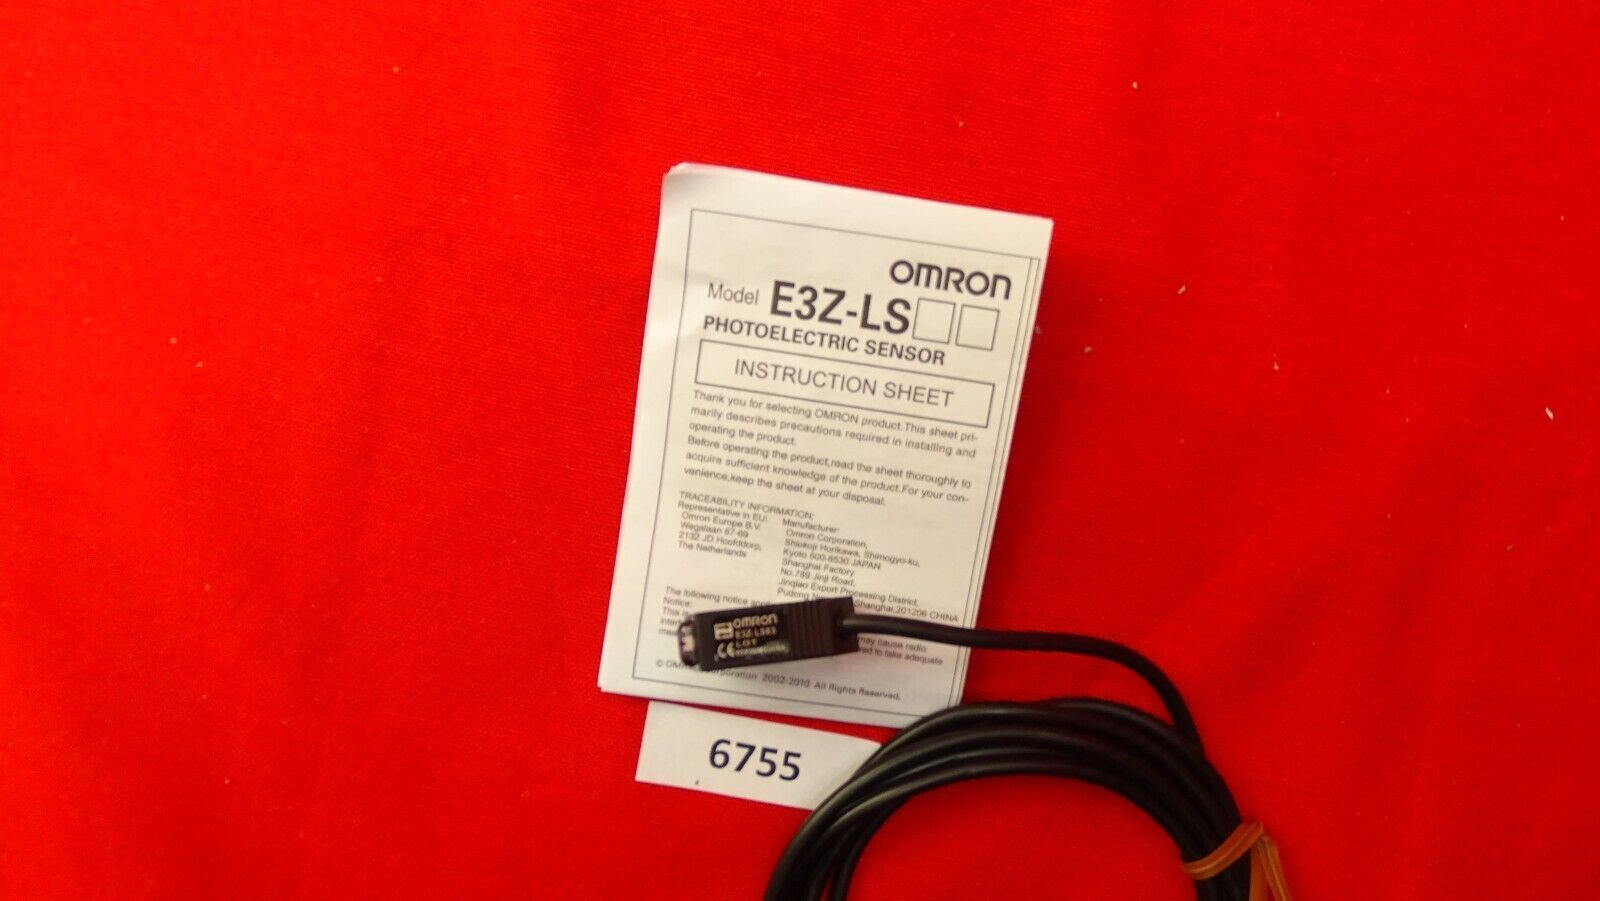 OMRON
Model E3Z-LS□□
PHOTOELECTRIC SENSOR
INSTRUCTION SHEET
Thank you for selecting OMRON product.This sheet pri-
marily describes precautions required in installing and
operating the product.
Before operating the product,read the sheet thoroughly to
acquire sufficient knowledge of the product.For your con-
venience,keep the sheet at your disposal.
TRACEABILITY INFORMATION:
Representative in EU:
Omron Europe B.V.
Wegalaan 67-69
2132 JD Hoofddorp,
The Netherlands
Manufacturer:
Omron Corporation,
Shiokoji Horikawa, Shimogyo-ku,
Kyoto 600-8530 JAPAN
Shanghai Factory
No.789 Jinji Road,
Jinqiao Export Processing District,
Pudong Shanghai,201206 CHINA
The following notice
Notice:
This is
may cause radio
to take adequate
© 2002-2010 All Rights Reserved.
OMRON
E3Z-LS83
LOT
CE
6755